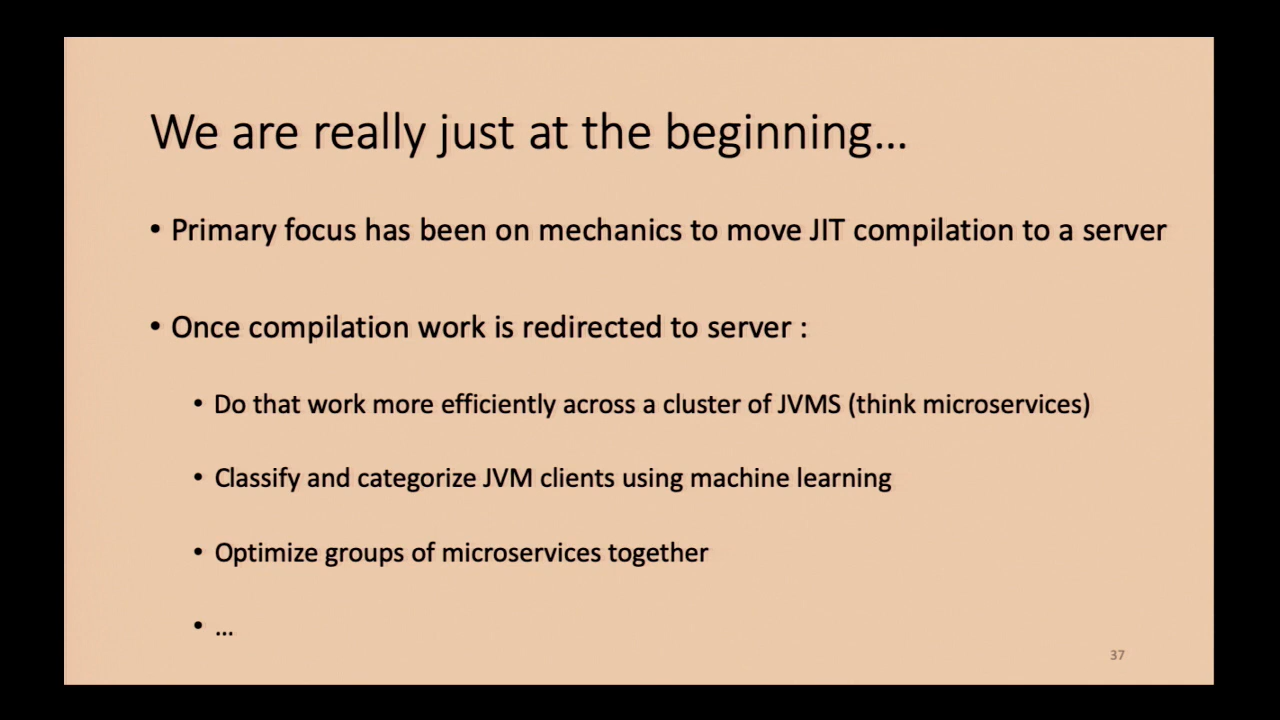 We are really just at the beginning...
• Primary focus has been on mechanics to move JIT compilation to a server
• Once compilation work is redirected to server :
• Do that work more efficiently across a cluster of JVMS (think microservices)
• Classify and categorize JVM clients using machine learning
• Optimize groups of microservices together
• ...
37